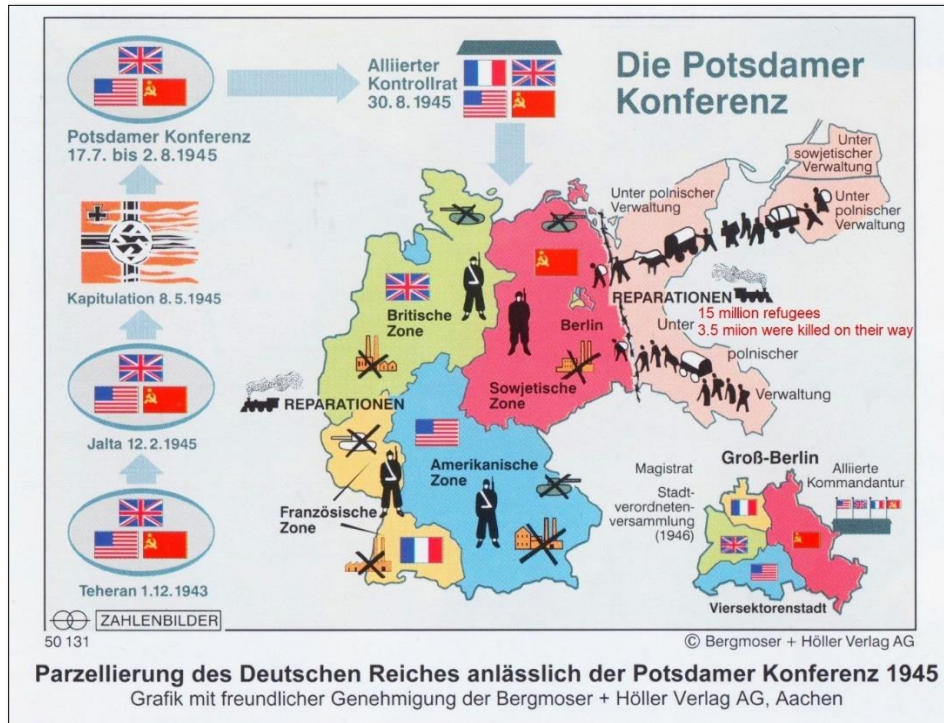 Die Potsdamer
Konferenz
Alliierter
Kontrollrat
30. 8. 1945
Potsdamer Konferenz
17.7. bis 2.8.1945
Kapitulation 8.5.1945
Jalta 12.2.1945
Teheran 1.12.1943
Unter
sowjetischer
Verwaltung
Unter polnischer
Verwaltung
Unter
polnischer
Verwaltung
Britische
Zone
Berlin
REPARATIONEN
15 million refugees
3.5 miion were killed on their way
Unter
polnischer
Verwaltung
Sowjetische
Zone
REPARATIONEN
Amerikanische
Zone
Französische
Zone
Groß-Berlin
Magistrat
Stadt-
verordneten-
versammlung
(1946)
Alliierte
Kommandantur
Viersektorenstadt
ZAHLENBILDER
50 131
© Bergmoser + Höller Verlag AG
Parzellierung des Deutschen Reiches anlässlich der Potsdamer Konferenz 1945
Grafik mit freundlicher Genehmigung der Bergmoser + Höller Verlag AG, Aachen